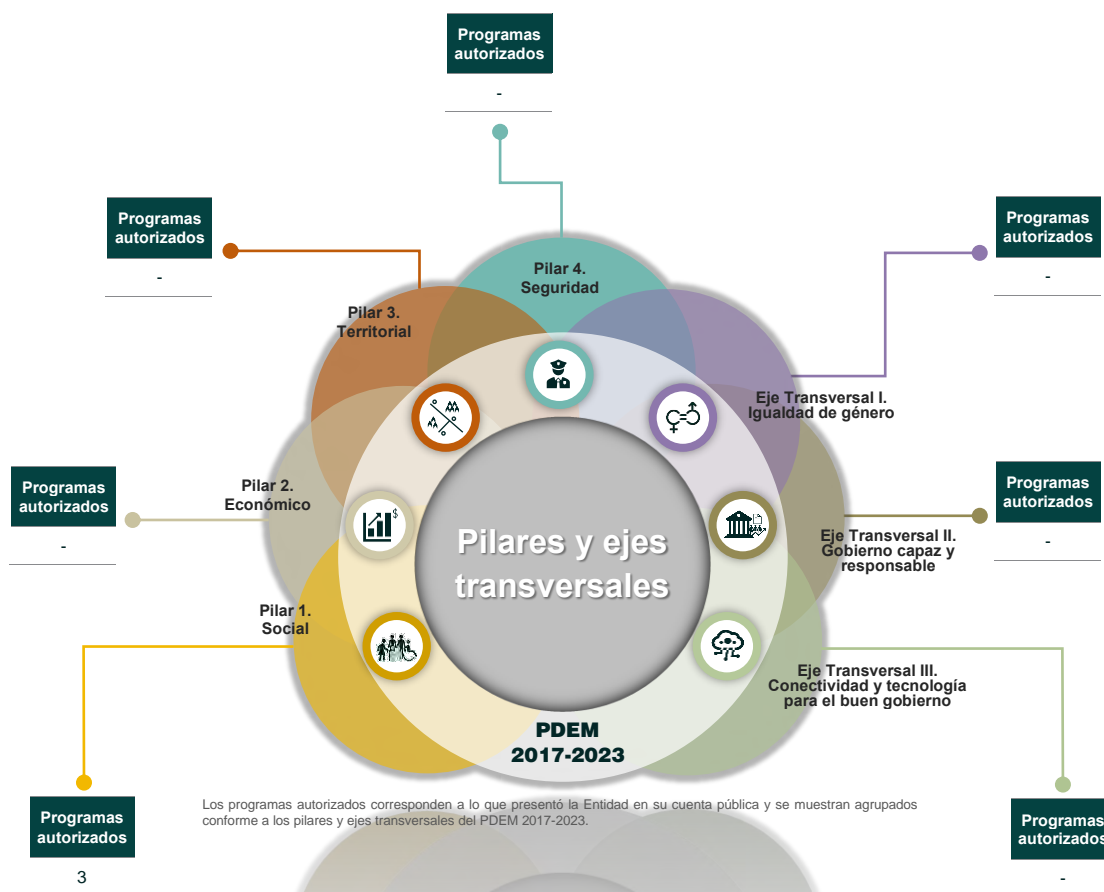 Programas
autorizados
-
Programas
autorizados
-
Programas
autorizados
-
Pilar 4.
Seguridad
Pilar 3.
Territorial
Eje Transversal I.
Igualdad de género
Programas
autorizados
-
Pilar 2.
Económico
Programas
autorizados
-
Eje Transversal II.
Gobierno capaz y
responsable
Pilares y ejes
transversales
Pilar 1.
Social
Eje Transversal III.
Conectividad y tecnología
para el buen gobierno
PDEM
2017-2023
Los programas autorizados corresponden a lo que presentó la Entidad en su cuenta pública y se muestran agrupados
conforme a los pilares y ejes transversales del PDEM 2017-2023.
Programas
autorizados
3
Programas
autorizados
-